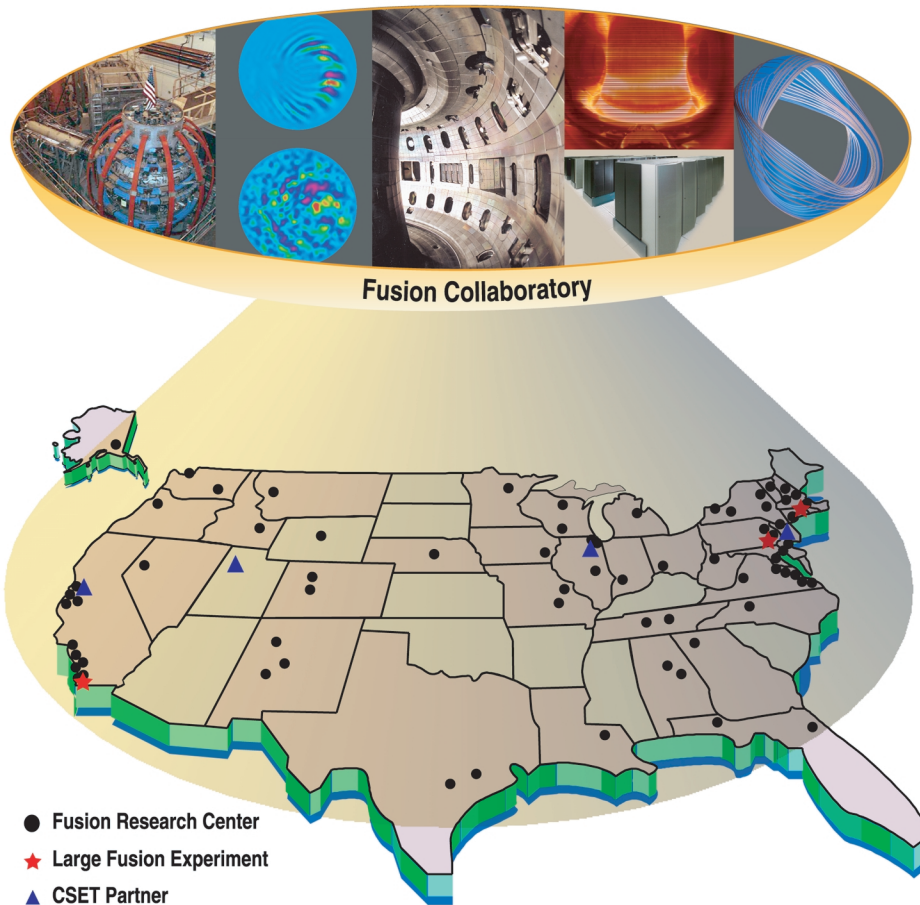 Fusion Collaboratory
Fusion Research Center
Large Fusion Experiment
CSET Partner